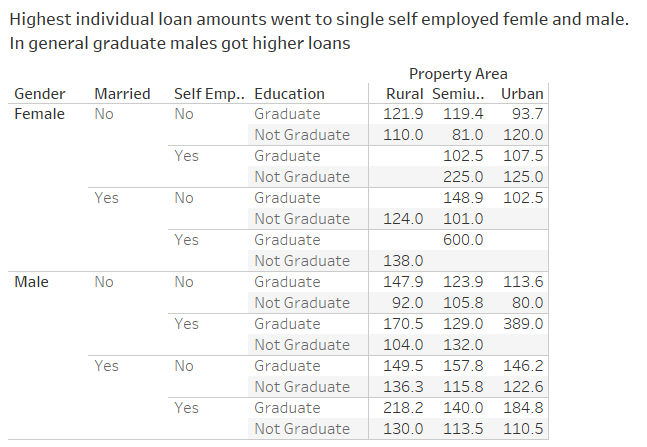 Highest individual loan amounts went to single self employed femle and male.
In general graduate males got higher loans
Property Area
Gender Married Self Emp.. Education Rural Semiu.. Urban
Female No No Graduate 121.9 119.4 93.7
Not Graduate 110.0 81.0 120.0
Yes Graduate 102.5 107.5
Not Graduate 225.0 125.0
Yes No Graduate 148.9 102.5
Not Graduate 124.0 101.0
Yes Graduate 600.0
Not Graduate 138.0
Male No No Graduate 147.9 123.9 113.6
Not Graduate 92.0 105.8 80.0
Yes Graduate 170.5 129.0 389.0
Not Graduate 104.0 132.0
Yes No Graduate 149.5 157.8 146.2
Not Graduate 136.3 115.8 122.6
Yes Graduate 218.2 140.0 184.8
Not Graduate 130.0 113.5 110.5